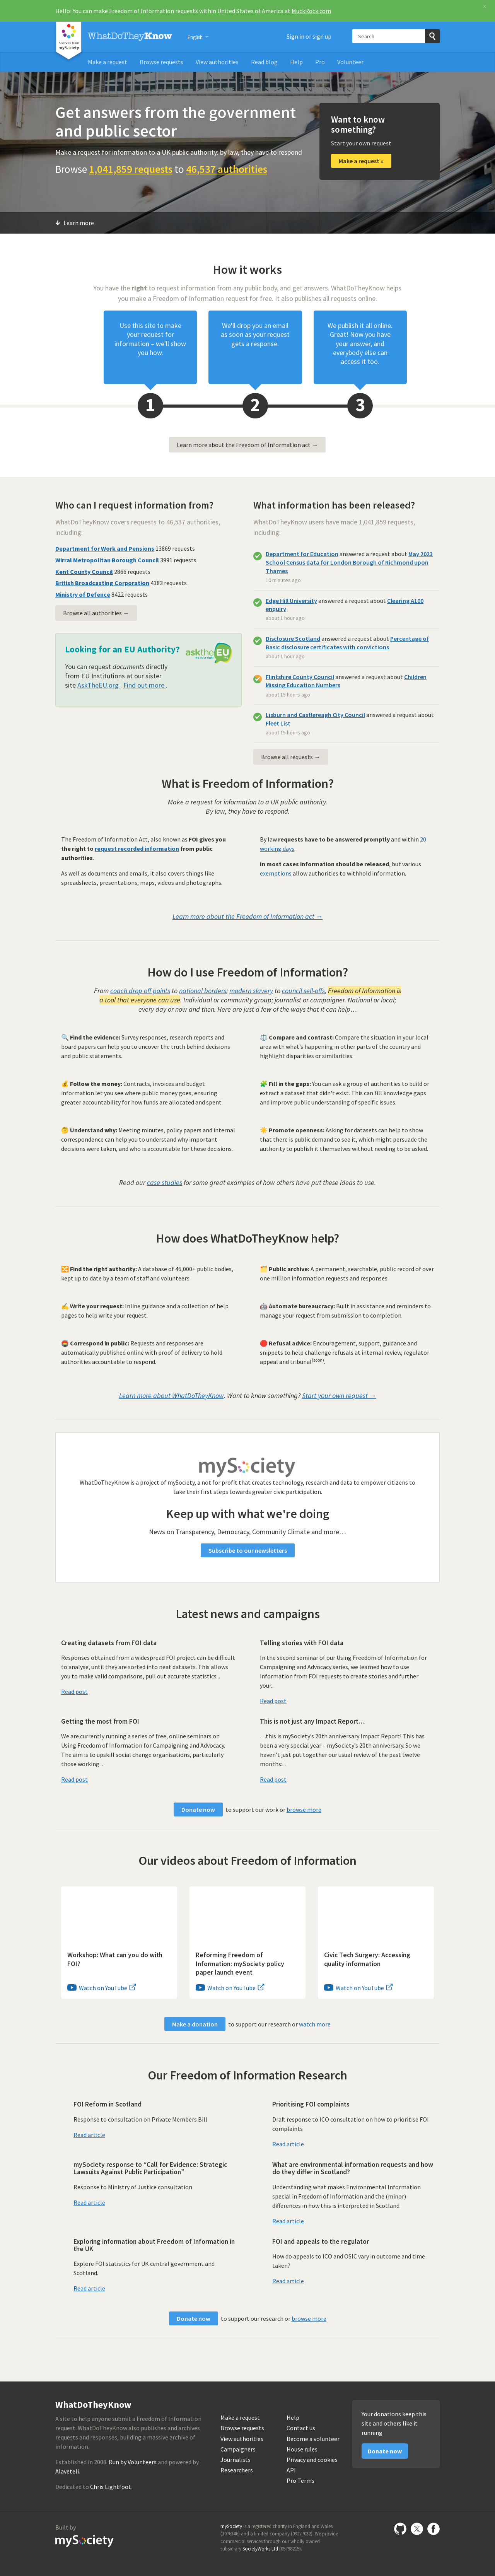 Hello! You can make Freedom of Information requests within United States of America at MuckRock.com
x
WhatDoTheyKnow
English
Sign in or sign up
Search
Make a request
Browse requests
View authorities
Read blog
Help
Pro
Volunteer
Get answers from the government
and public sector
Make a request for information to a UK public authority: by law, they have to respond
Browse 1,041,859 requests to 46,537 authorities
Want to know
something?
Start your own request
Make a request »
Learn more
How it works
You have the right to request information from any public body, and get answers. WhatDoTheyKnow helps
you make a Freedom of Information request for free. It also publishes all requests online.
Use this site to make
your request for
information – we'll show
you how.
We'll drop you an email
as soon as your request
gets a response.
We publish it all online.
Great! Now you have
your answer, and
everybody else can
access it too.
1
2
3
Learn more about the Freedom of Information act →
Who can I request information from?
WhatDoTheyKnow covers requests to 46,537 authorities,
including:
Department for Work and Pensions 13869 requests
Wirral Metropolitan Borough Council 3991 requests
Kent County Council 2866 requests
British Broadcasting Corporation 4383 requests
Ministry of Defence 8422 requests
Browse all authorities →
Looking for an EU Authority?
asktheEU
You can request documents directly
from EU Institutions at our sister
site AskTheEU.org . Find out more .
What information has been released?
WhatDoTheyKnow users have made 1,041,859 requests,
including:
Department for Education answered a request about May 2023
School Census data for London Borough of Richmond upon
Thames
10 minutes ago
Edge Hill University answered a request about Clearing A100
enquiry
about 1 hour ago
Disclosure Scotland answered a request about Percentage of
Basic disclosure certificates with convictions
about 1 hour ago
Flintshire County Council answered a request about Children
Missing Education Numbers
about 15 hours ago
Lisburn and Castlereagh City Council answered a request about
Fleet List
about 15 hours ago
Browse all requests →
What is Freedom of Information?
Make a request for information to a UK public authority.
By law, they have to respond.
The Freedom of Information Act, also known as FOI gives you
the right to request recorded information from public
authorities.
As well as documents and emails, it also covers things like
spreadsheets, presentations, maps, videos and photographs.
By law requests have to be answered promptly and within 20
working days.
In most cases information should be released, but various
exemptions allow authorities to withhold information.
Learn more about the Freedom of Information act →
How do I use Freedom of Information?
From coach drop off points to national borders; modern slavery to council sell-offs, Freedom of Information is
a tool that everyone can use. Individual or community group; journalist or campaigner. National or local;
every day or now and then. Here are just a few of the ways that it can help…
🔍 Find the evidence: Survey responses, research reports and
board papers can help you to uncover the truth behind decisions
and public statements.
⚖️ Compare and contrast: Compare the situation in your local
area with what’s happening in other parts of the country and
highlight disparities or similarities.
💰 Follow the money: Contracts, invoices and budget
information let you see where public money goes, ensuring
greater accountability for how funds are allocated and spent.
🧩 Fill in the gaps: You can ask a group of authorities to build or
extract a dataset that didn’t exist. This can fill knowledge gaps
and improve public understanding of specific issues.
🤔 Understand why: Meeting minutes, policy papers and internal
correspondence can help you to understand why important
decisions were taken, and who is accountable for those decisions.
☀️ Promote openness: Asking for datasets can help to show
that there is public demand to see it, which might persuade the
authority to publish it themselves without needing to be asked.
Read our case studies for some great examples of how others have put these ideas to use.
How does WhatDoTheyKnow help?
🔀 Find the right authority: A database of 46,000+ public bodies,
kept up to date by a team of staff and volunteers.
🗂️ Public archive: A permanent, searchable, public record of over
one million information requests and responses.
✍️ Write your request: Inline guidance and a collection of help
pages to help write your request.
🤖 Automate bureaucracy: Built in assistance and reminders to
manage your request from submission to completion.
📮 Correspond in public: Requests and responses are
automatically published online with proof of delivery to hold
authorities accountable to respond.
🛑 Refusal advice: Encouragement, support, guidance and
snippets to help challenge refusals at internal review, regulator
appeal and tribunal(soon).
Learn more about WhatDoTheyKnow. Want to know something? Start your own request →
mySociety
WhatDoTheyKnow is a project of mySociety, a not for profit that creates technology, research and data to empower citizens to
take their first steps towards greater civic participation.
Keep up with what we're doing
News on Transparency, Democracy, Community Climate and more…
Subscribe to our newsletters
Latest news and campaigns
Creating datasets from FOI data
Responses obtained from a widespread FOI project can be difficult
to analyse, until they are sorted into neat datasets. This allows
you to make valid comparisons, pull out accurate statistics...
Read post
Telling stories with FOI data
In the second seminar of our Using Freedom of Information for
Campaigning and Advocacy series, we learned how to use
information from FOI requests to create stories and further
your...
Read post
Getting the most from FOI
We are currently running a series of free, online seminars on
Using Freedom of Information for Campaigning and Advocacy.
The aim is to upskill social change organisations, particularly
those working...
Read post
This is not just any Impact Report…
…this is mySociety’s 20th anniversary Impact Report! This has
been a very special year – mySociety’s 20th anniversary. So we
haven’t just put together our usual review of the past twelve
months:...
Read post
Donate now to support our work or browse more
Our videos about Freedom of Information
Workshop: What can you do with
FOI?
Watch on YouTube
Reforming Freedom of
Information: mySociety policy
paper launch event
Watch on YouTube
Civic Tech Surgery: Accessing
quality information
Watch on YouTube
Make a donation to support our research or watch more
Our Freedom of Information Research
FOI Reform in Scotland
Response to consultation on Private Members Bill
Read article
Prioritising FOI complaints
Draft response to ICO consultation on how to prioritise FOI
complaints
Read article
mySociety response to “Call for Evidence: Strategic
Lawsuits Against Public Participation”
Response to Ministry of Justice consultation
Read article
What are environmental information requests and how
do they differ in Scotland?
Understanding what makes Environmental Information
special in Freedom of Information and the (minor)
differences in how this is interpreted in Scotland.
Read article
Exploring information about Freedom of Information in
the UK
Explore FOI statistics for UK central government and
Scotland.
Read article
FOI and appeals to the regulator
How do appeals to ICO and OSIC vary in outcome and time
taken?
Read article
Donate now to support our research or browse more
WhatDoTheyKnow
A site to help anyone submit a Freedom of Information
request. WhatDoTheyKnow also publishes and archives
requests and responses, building a massive archive of
information.
Established in 2008. Run by Volunteers and powered by
Alaveteli.
Dedicated to Chris Lightfoot.
Make a request
Browse requests
View authorities
Campaigners
Journalists
Researchers
Help
Contact us
Become a volunteer
House rules
Privacy and cookies
API
Pro Terms
Your donations keep this
site and others like it
running
Donate now
Built by
mySociety
mySociety is a registered charity in England and Wales
(1076346) and a limited company (03277032). We provide
commercial services through our wholly owned
subsidiary SocietyWorks Ltd (05798215).